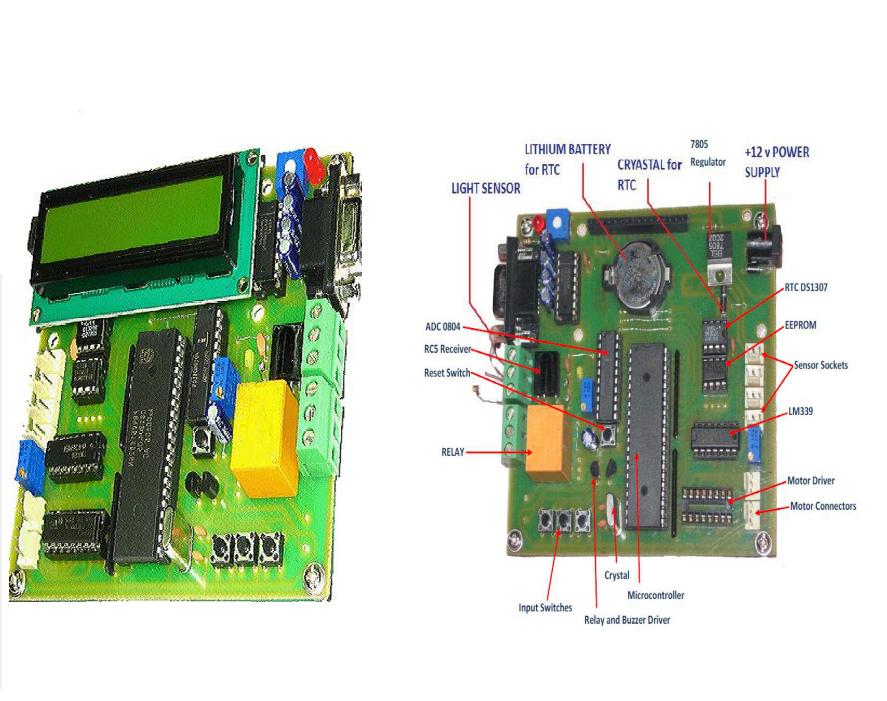 LITHIUM BATTERY
for RTC
7805
Regulator
+12 v POWER
SUPPLY
CRYASTAL for
RTC
LIGHT SENSOR
RTC DS1307
ADC 0804
EEPROM
RC5 Receiver
Reset Switch
Sensor Sockets
LM339
RELAY
Motor Driver
Motor Connectors
Crystal
Microcontroller
Input Switches
Relay and Buzzer Driver
BEL
7805